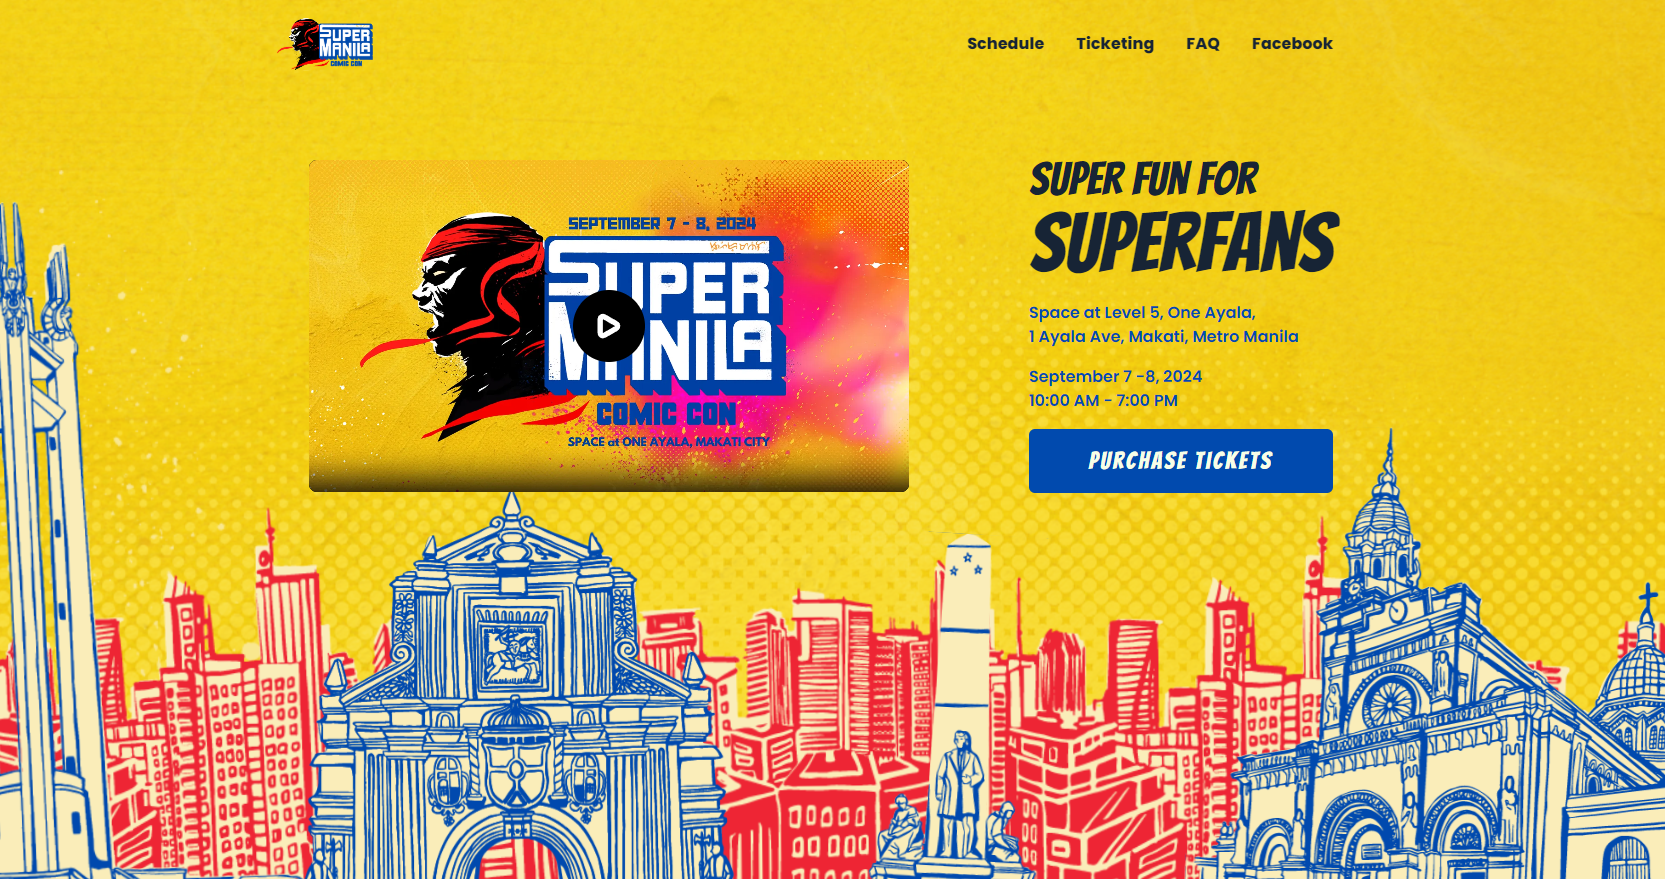 SUPER
MANILA
COMIC CON
Schedule
Ticketing
FAQ
Facebook
SEPTEMBER 7 - 8, 2024
SUPER
MANILA
COMIC CON
SPACE at ONE AYALA, MAKATI CITY
SUPER FUN FOR
SUPERFANS
Space at Level 5, One Ayala,
1 Ayala Ave, Makati, Metro Manila
September 7 -8, 2024
10:00 AM - 7:00 PM
PURCHASE TICKETS